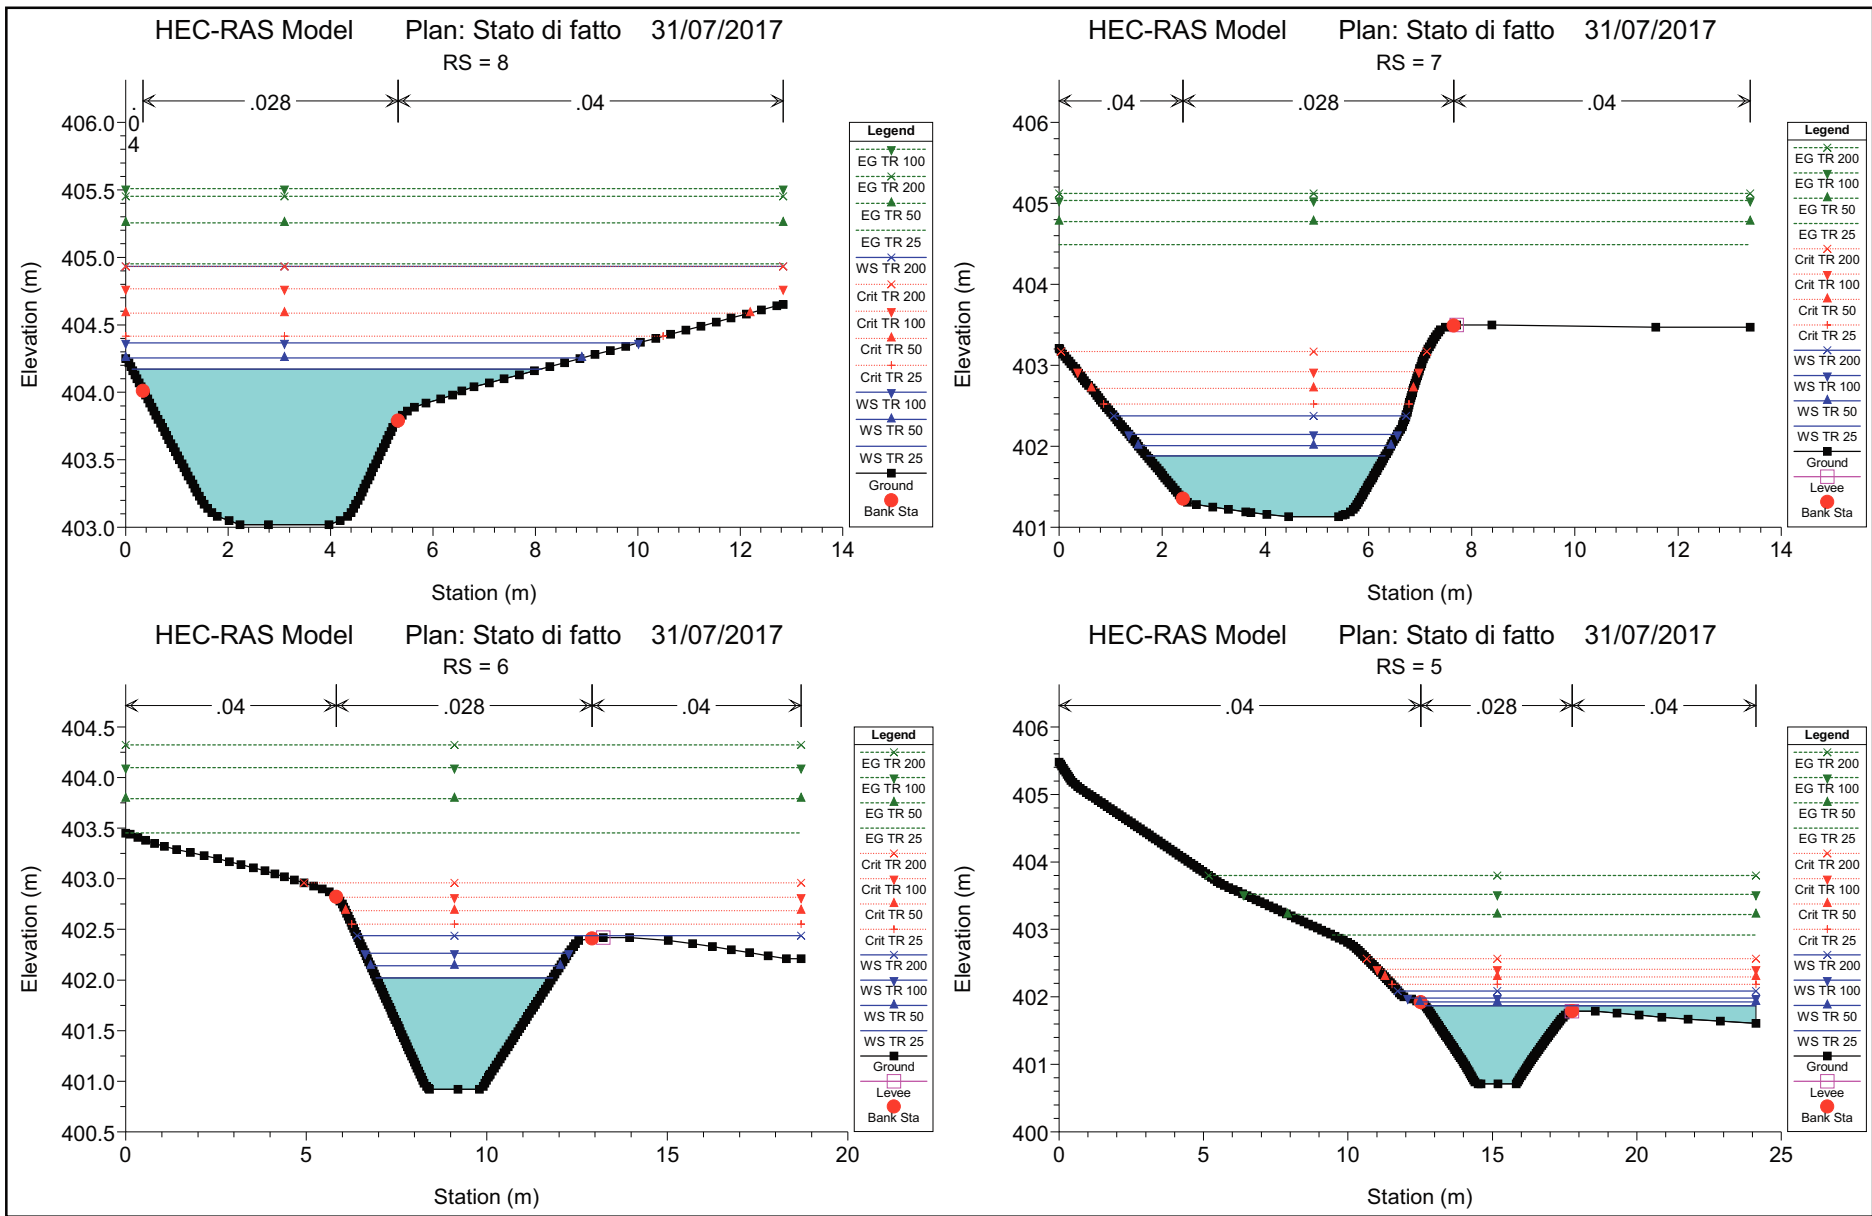 HEC-RAS Model Plan: Stato di fatto 31/07/2017
RS = 8
.04
.028
.04
406.0
405.5
405.0
404.5
404.0
403.5
403.0
0 2 4 6 8 10 12 14
Station (m)
Elevation (m)
Legend
EG TR 100
EG TR 200
EG TR 50
EG TR 25
WS TR 200
Crit TR 200
Crit TR 100
Crit TR 50
Crit TR 25
WS TR 100
WS TR 50
WS TR 25
Ground
Bank Sta
HEC-RAS Model Plan: Stato di fatto 31/07/2017
RS = 7
.04
.028
.04
406
405
404
403
402
401
0 2 4 6 8 10 12 14
Station (m)
Elevation (m)
Legend
EG TR 200
EG TR 100
EG TR 50
EG TR 25
Crit TR 200
Crit TR 100
Crit TR 50
Crit TR 25
WS TR 200
WS TR 100
WS TR 50
WS TR 25
Ground
Levee
Bank Sta
HEC-RAS Model Plan: Stato di fatto 31/07/2017
RS = 6
.04
.028
.04
404.5
404.0
403.5
403.0
402.5
402.0
401.5
401.0
400.5
0 5 10 15 20
Station (m)
Elevation (m)
Legend
EG TR 200
EG TR 100
EG TR 50
EG TR 25
Crit TR 200
Crit TR 100
Crit TR 50
Crit TR 25
WS TR 200
WS TR 100
WS TR 50
WS TR 25
Ground
Levee
Bank Sta
HEC-RAS Model Plan: Stato di fatto 31/07/2017
RS = 5
.04
.028
.04
406
405
404
403
402
401
400
0 5 10 15 20 25
Station (m)
Elevation (m)
Legend
EG TR 200
EG TR 100
EG TR 50
EG TR 25
Crit TR 200
Crit TR 100
Crit TR 50
Crit TR 25
WS TR 200
WS TR 100
WS TR 50
WS TR 25
Ground
Levee
Bank Sta